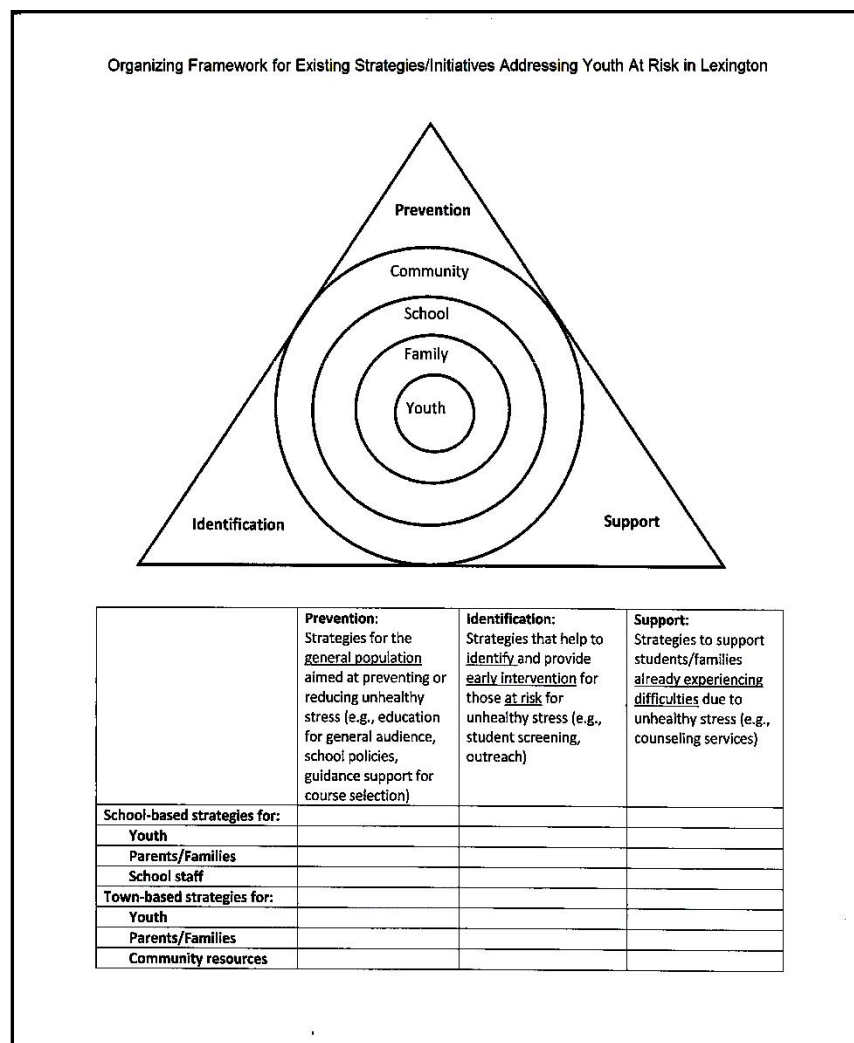 Organizing Framework for Existing Strategies/Initiatives Addressing Youth At Risk in Lexington
Prevention
Community
School
Family
Youth
Identification
Support
Prevention:
Strategies for the
general population
aimed at preventing or
reducing unhealthy
stress (e.g., education
for general audience,
school policies,
guidance support for
course selection)
Identification:
Strategies that help to
identify and provide
early intervention for
those at risk for
unhealthy stress (e.g.,
student screening,
outreach)
Support:
Strategies to support
students/families
already experiencing
difficulties due to
unhealthy stress (e.g.,
counseling services)
School-based strategies for:
Youth
Parents/Families
School staff
Town-based strategies for:
Youth
Parents/Families
Community resources